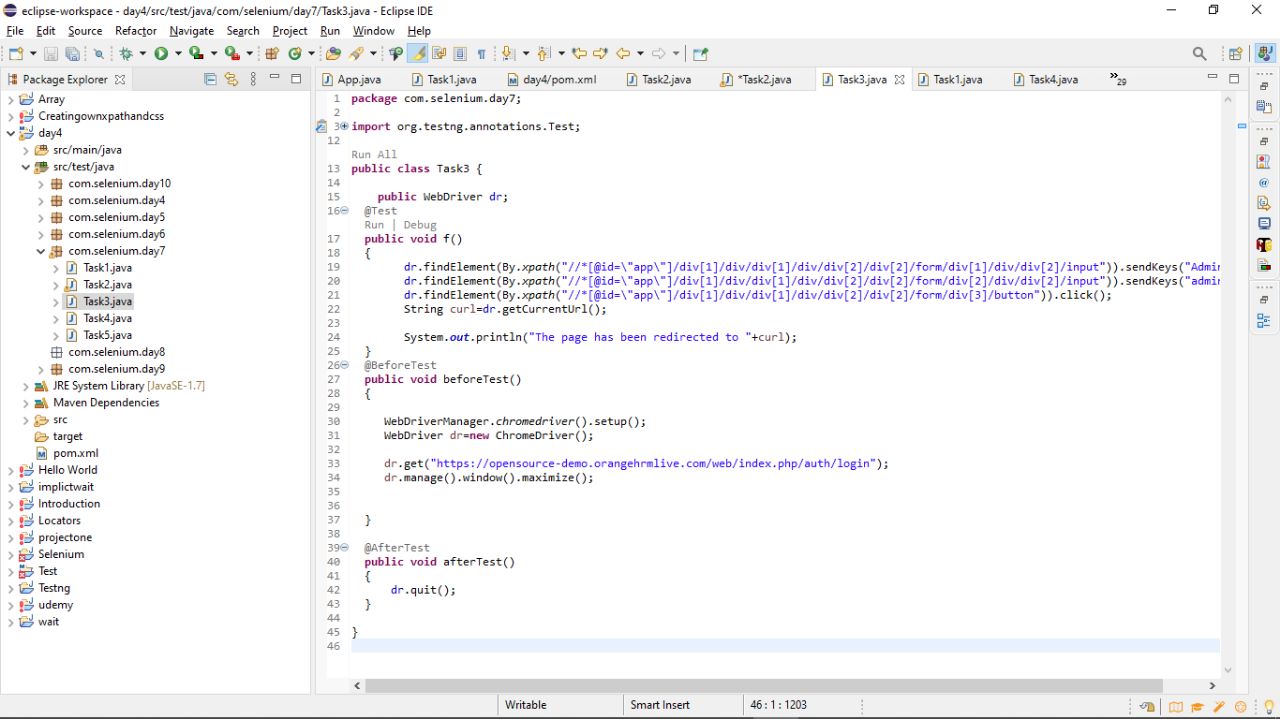 eclipse-workspace - day4/src/test/java/com/selenium/day7/Task3.java - Eclipse IDE
File Edit Source Refactor Navigate Search Project Run Window Help
Package Explorer
Array
Creatingownxpathandcss
day4
src/main/java
src/test/java
com.selenium.day10
com.selenium.day4
com.selenium.day5
com.selenium.day6
com.selenium.day7
Task1.java
Task2.java
Task3.java
Task4.java
Task5.java
com.selenium.day8
com.selenium.day9
JRE System Library [JavaSE-1.7]
Maven Dependencies
src
target
pom.xml
Hello World
implictwait
Introduction
Locators
projectone
Selenium
Test
Testng
udemy
wait
App.java Task1.java day4/pom.xml Task2.java *Task2.java Task3.java Task1.java Task4.java »29
1 package com.selenium.day7;
2
3 import org.testng.annotations.Test;
12
Run All
13 public class Task3 {
14
15 public WebDriver dr;
16 @Test
Run | Debug
17 public void f()
18 {
19 dr.findElement(By.xpath("//*[@id=\"app\"]/div[1]/div/div[1]/div/div[2]/div[2]/form/div[1]/div/div[2]/input")).sendKeys("Admin
20 dr.findElement(By.xpath("//*[@id=\"app\"]/div[1]/div/div[1]/div/div[2]/div[2]/form/div[2]/div/div[2]/input")).sendKeys("admin
21 dr.findElement(By.xpath("//*[@id=\"app\"]/div[1]/div/div[1]/div/div[2]/div[2]/form/div[3]/button")).click();
22 String curl=dr.getCurrentUrl();
23
24 System.out.println("The page has been redirected to "+curl);
25 }
26 @BeforeTest
27 public void beforeTest()
28 {
29
30 WebDriverManager.chromedriver().setup();
31 WebDriver dr=new ChromeDriver();
32
33 dr.get("https://opensource-demo.orangehrmlive.com/web/index.php/auth/login");
34 dr.manage().window().maximize();
35
36
37 }
38
39 @AfterTest
40 public void afterTest()
41 {
42 dr.quit();
43 }
44
45 }
46
Writable Smart Insert 46 : 1 : 1203